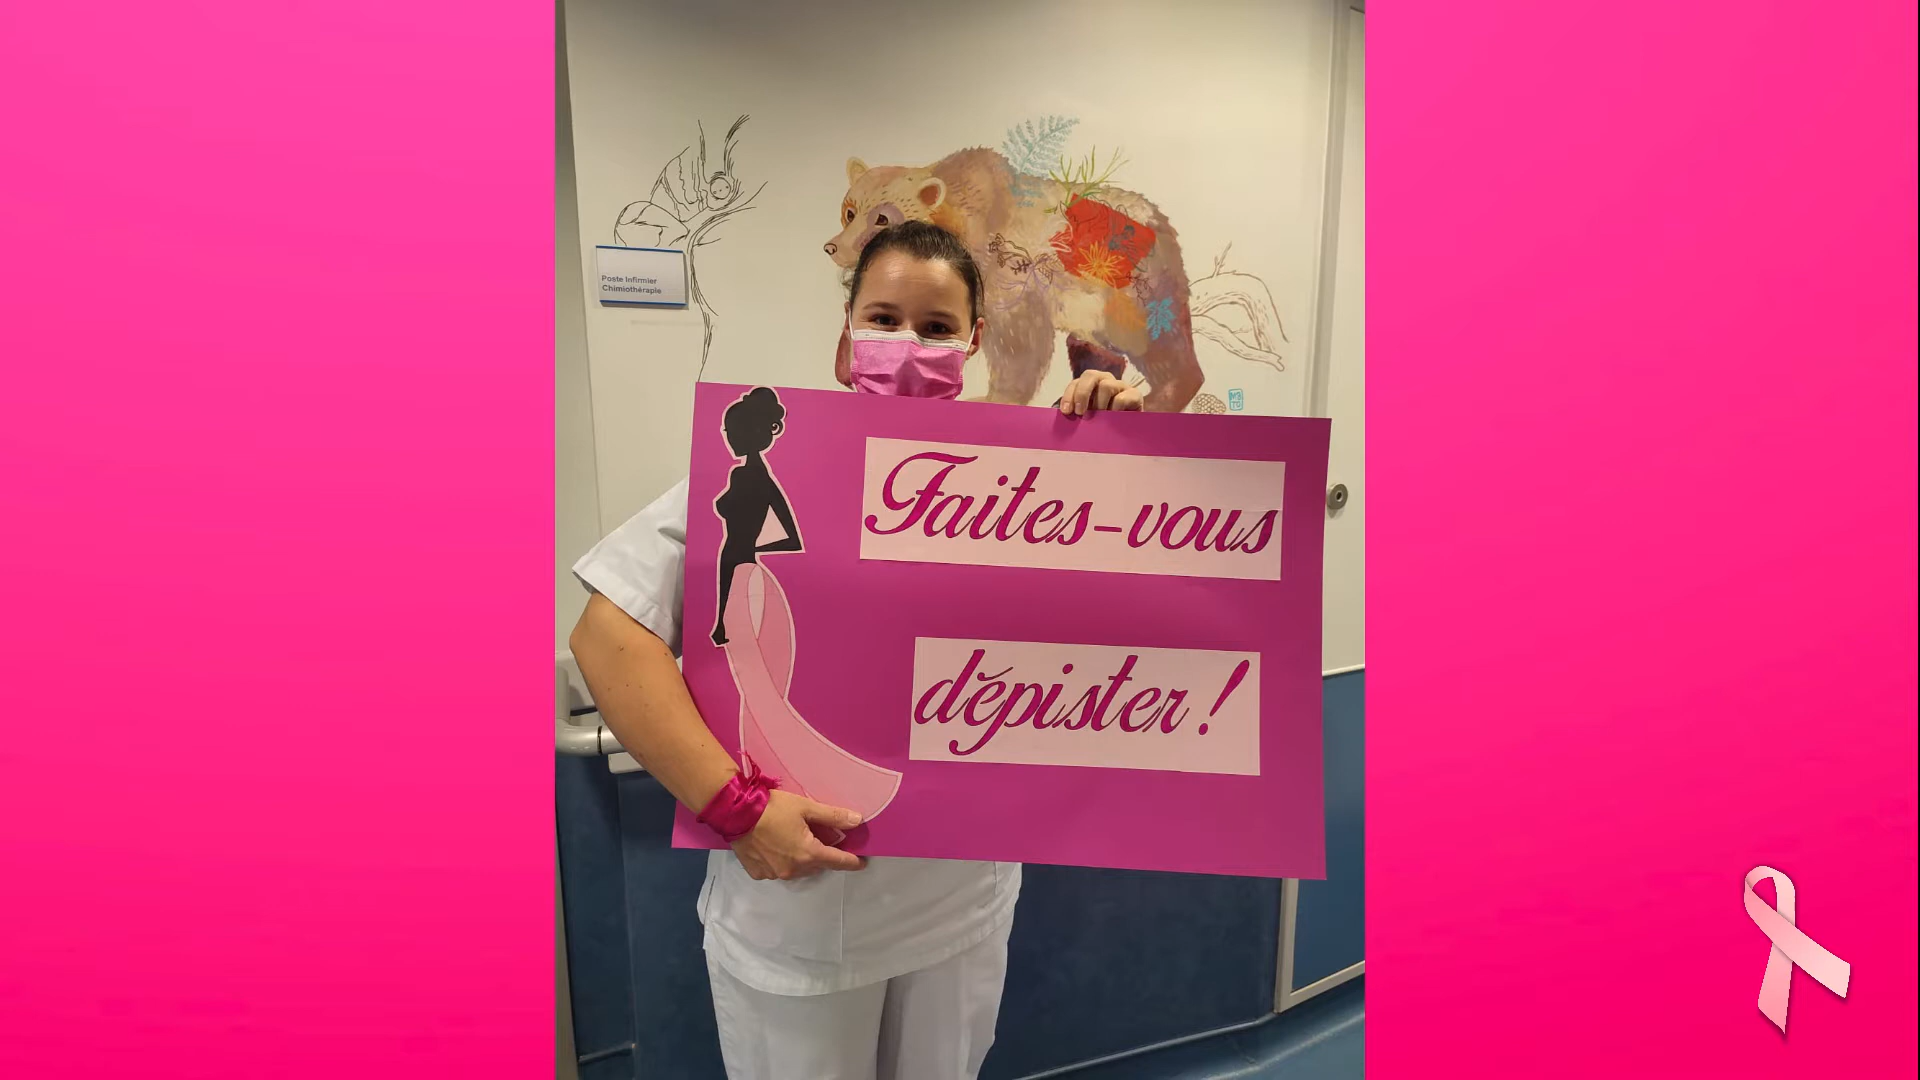 Poste Infirmier
Chimiothérapie
Faites-vous
dépister !